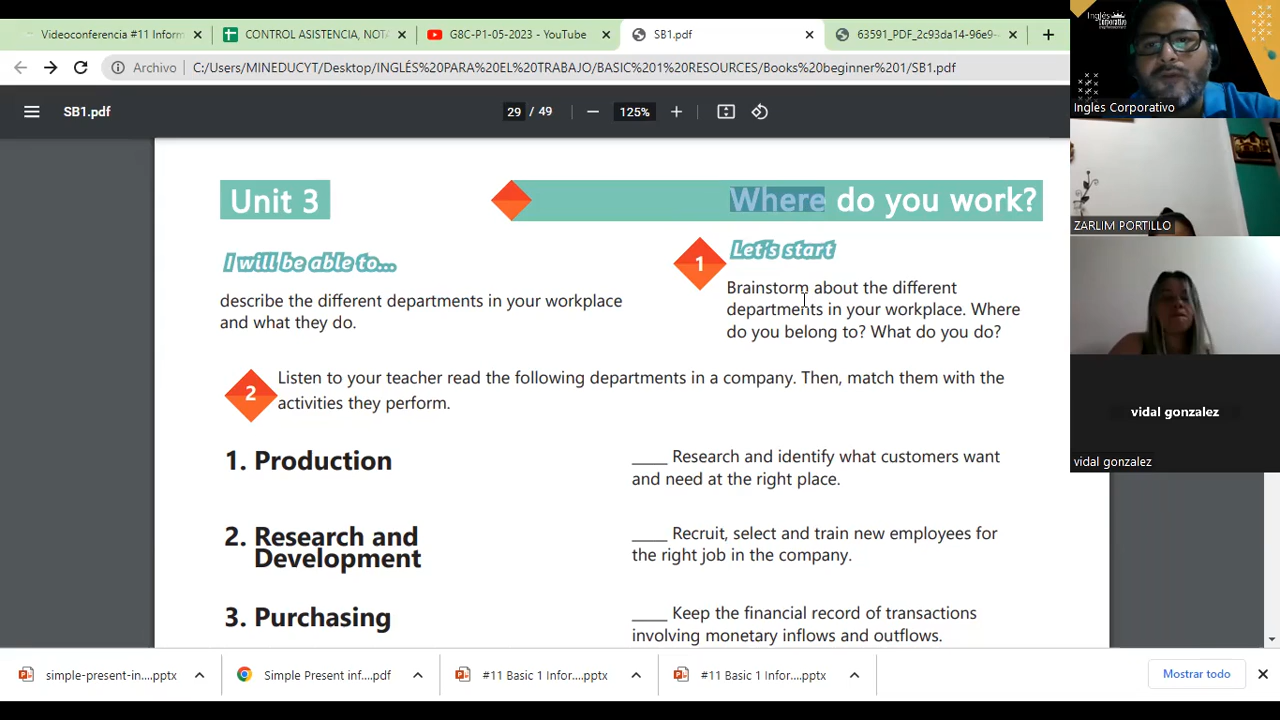 Videoconferencia #11 Inform
CONTROL ASISTENCIA, NOTA
G8C-P1-05-2023 - YouTube
SB1.pdf
63591_PDF_2c93da14-96e9-
Archivo
C:/Users/MINEDUCYT/Desktop/INGLÉS%20PARA%20EL%20TRABAJO/BASIC%201%20RESOURCES/Books%20beginner%201/SB1.pdf
SB1.pdf
29 / 49
125%
Inglés
Corporativo
Ingles Corporativo
ZARLIM PORTILLO
vidal gonzalez
vidal gonzalez
Unit 3
Where do you work?
I will be able to...
describe the different departments in your workplace
and what they do.
1
Let's start
Brainstorm about the different
departments in your workplace. Where
do you belong to? What do you do?
2
Listen to your teacher read the following departments in a company. Then, match them with the
activities they perform.
1. Production
____ Research and identify what customers want
and need at the right place.
2. Research and
Development
____ Recruit, select and train new employees for
the right job in the company.
3. Purchasing
____ Keep the financial record of transactions
involving monetary inflows and outflows.
simple-present-in....pptx
Simple Present inf....pdf
#11 Basic 1 Infor....pptx
#11 Basic 1 Infor....pptx
Mostrar todo